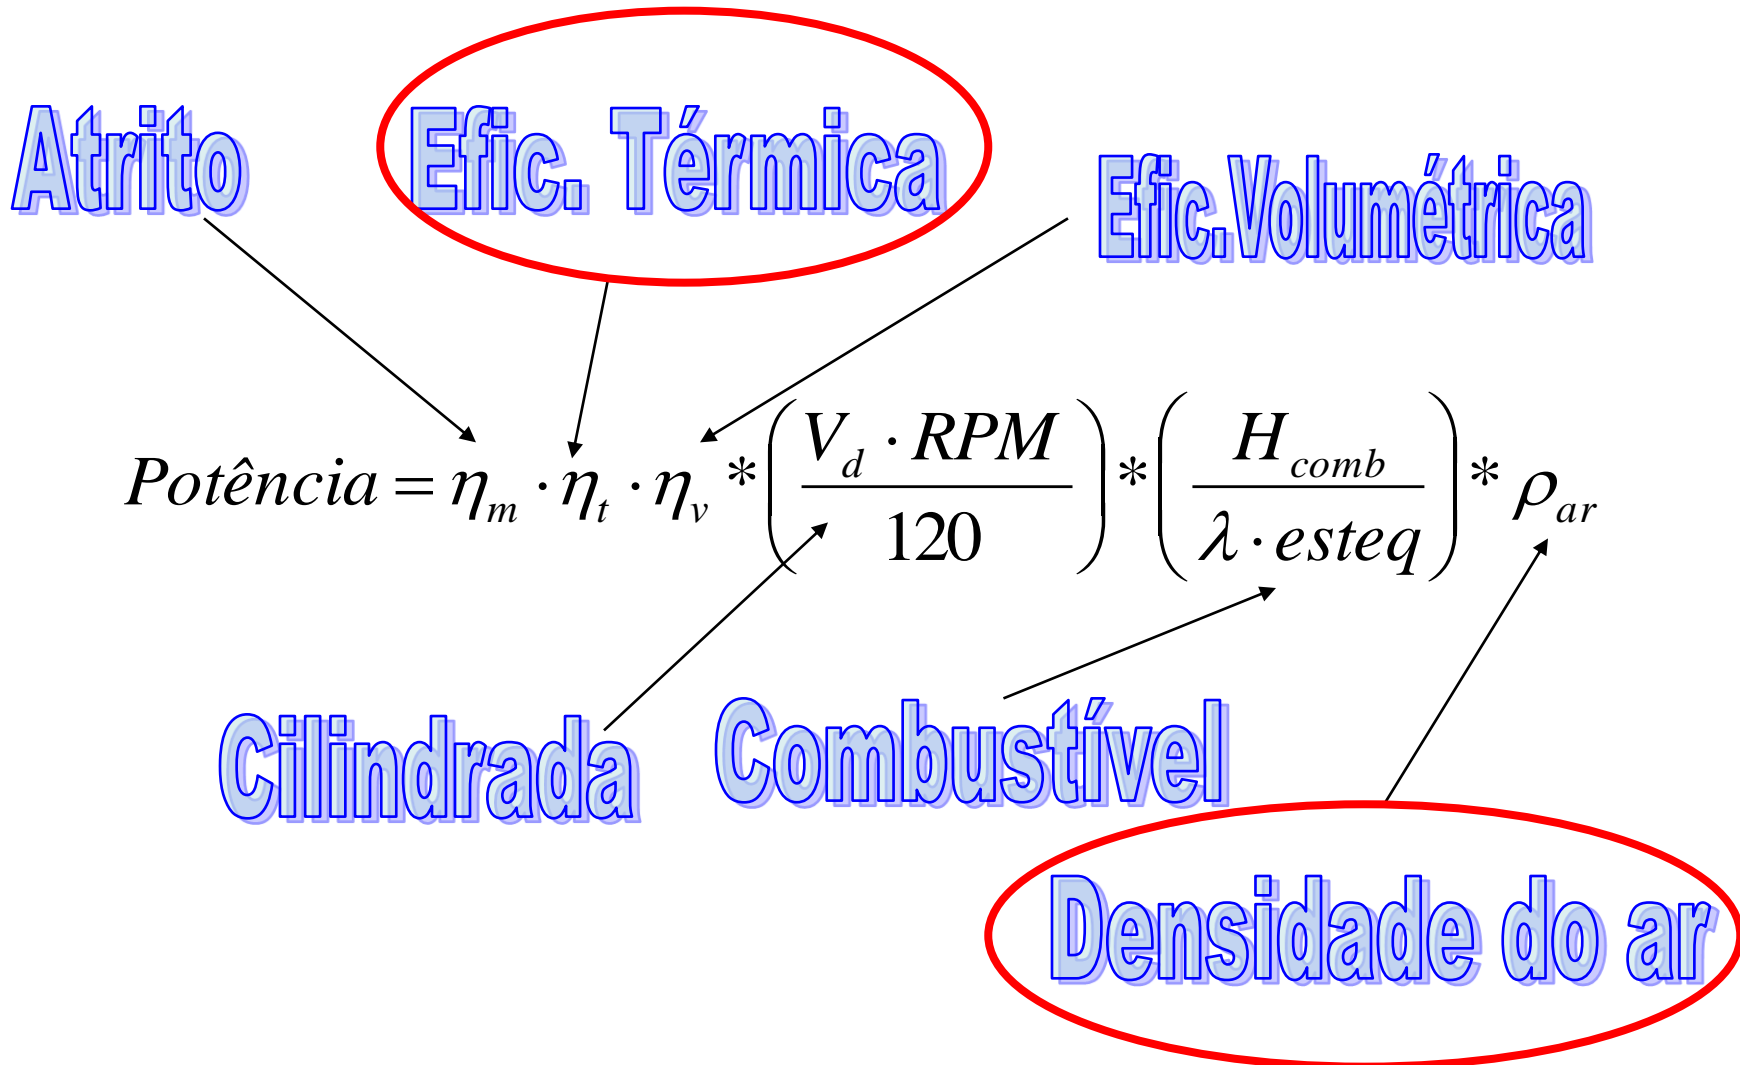 Atrito
Efic. Térmica
Efic.Volumétrica
Potência = η_m · η_t · η_v * (V_d · RPM / 120) * (H_comb / λ · esteq) * ρ_ar
Cilindrada
Combustível
Densidade do ar